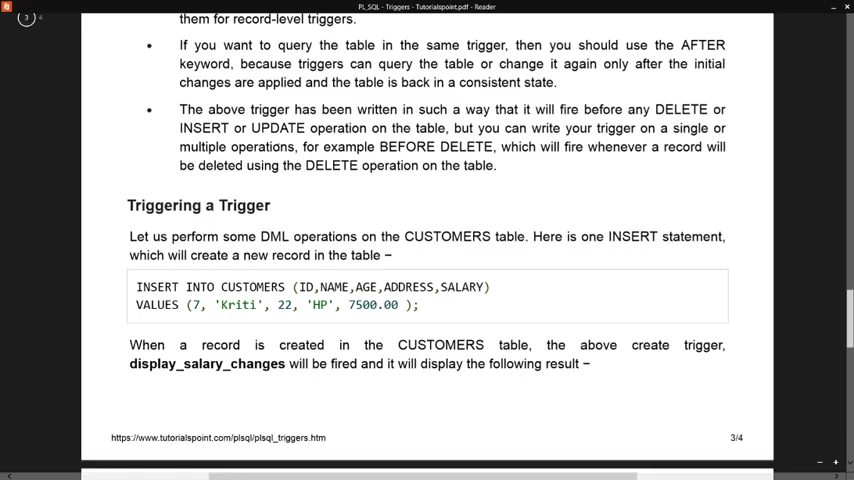 PL_SQL - Triggers - Tutorialspoint.pdf - Reader
3 4
them for record-level triggers.
• If you want to query the table in the same trigger, then you should use the AFTER
keyword, because triggers can query the table or change it again only after the initial
changes are applied and the table is back in a consistent state.
• The above trigger has been written in such a way that it will fire before any DELETE or
INSERT or UPDATE operation on the table, but you can write your trigger on a single or
multiple operations, for example BEFORE DELETE, which will fire whenever a record will
be deleted using the DELETE operation on the table.
Triggering a Trigger
Let us perform some DML operations on the CUSTOMERS table. Here is one INSERT statement,
which will create a new record in the table −
INSERT INTO CUSTOMERS (ID,NAME,AGE,ADDRESS,SALARY)
VALUES (7, 'Kriti', 22, 'HP', 7500.00 );
When a record is created in the CUSTOMERS table, the above create trigger,
display_salary_changes will be fired and it will display the following result −
https://www.tutorialspoint.com/plsql/plsql_triggers.htm 3/4